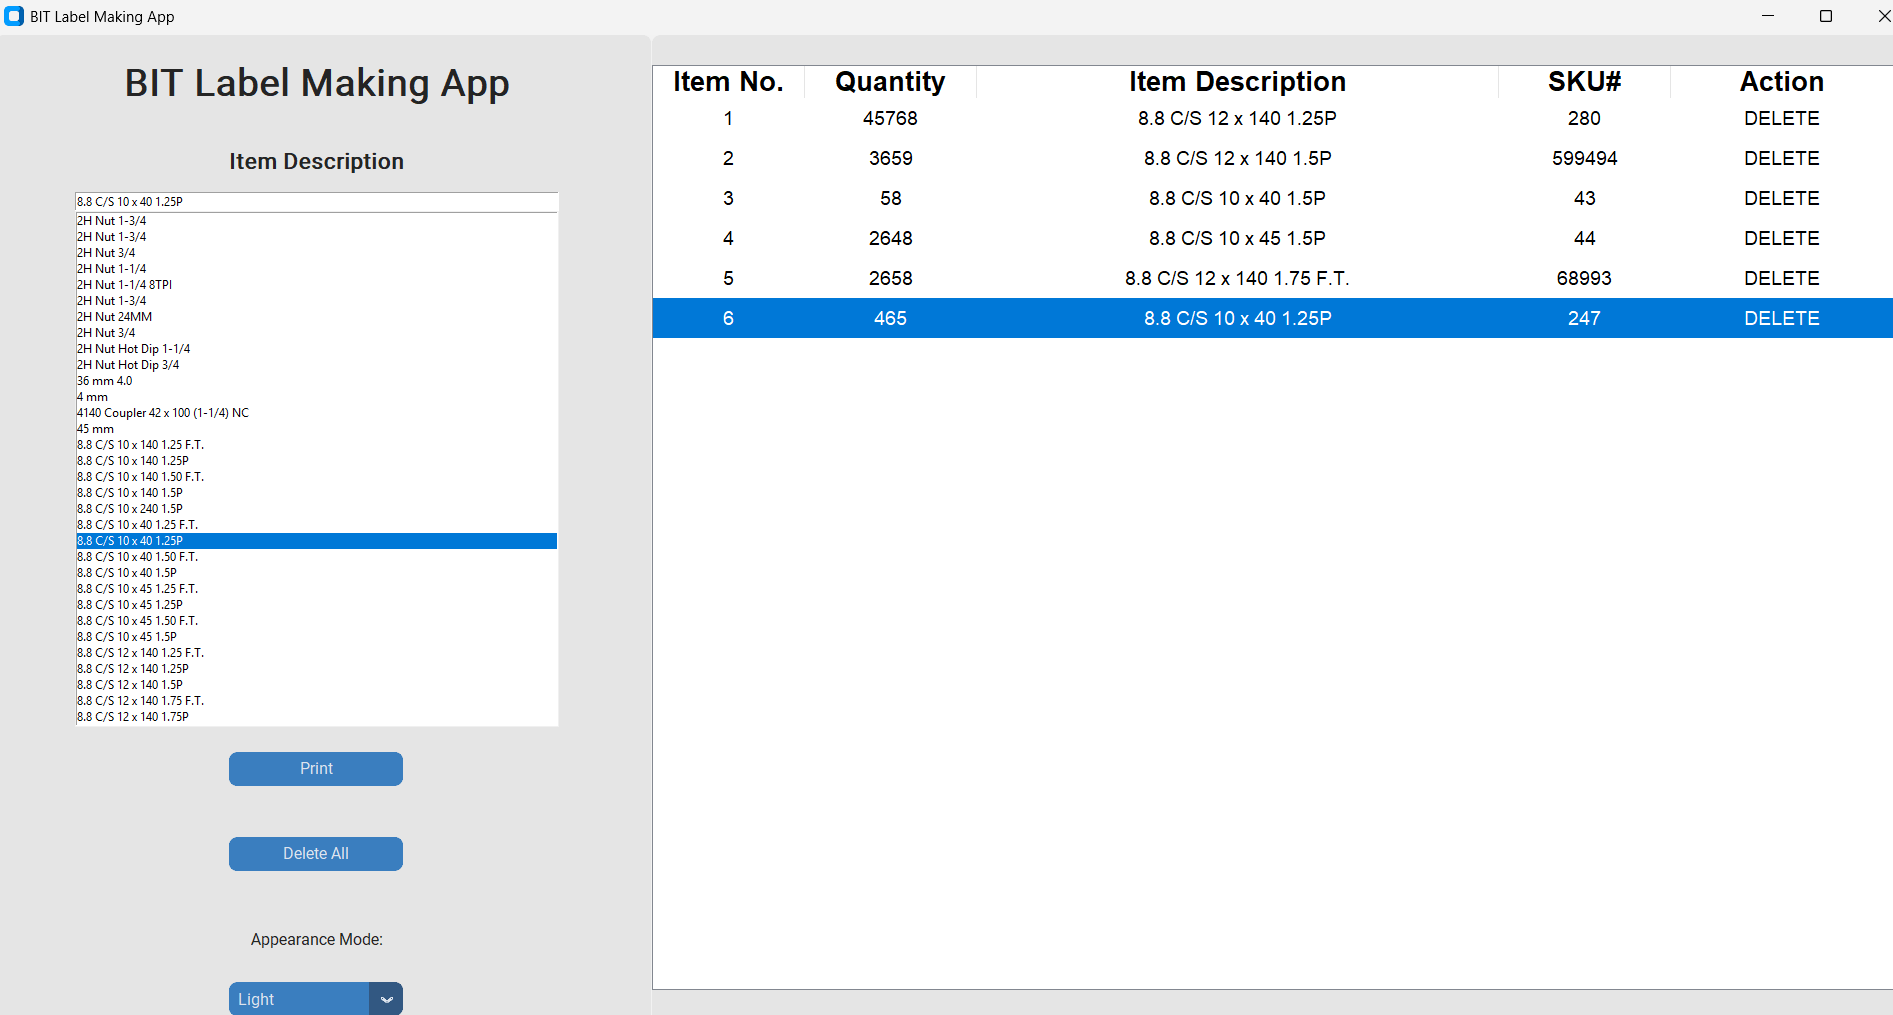 BIT Label Making App
BIT Label Making App
Item Description
8.8 C/S 10 x 40 1.25P
2H Nut 1-3/4
2H Nut 1-3/4
2H Nut 3/4
2H Nut 1-1/4
2H Nut 1-1/4 8TPI
2H Nut 1-3/4
2H Nut 24MM
2H Nut 3/4
2H Nut Hot Dip 1-1/4
2H Nut Hot Dip 3/4
36 mm 4.0
4 mm
4140 Coupler 42 x 100 (1-1/4) NC
45 mm
8.8 C/S 10 x 140 1.25 F.T.
8.8 C/S 10 x 140 1.25P
8.8 C/S 10 x 140 1.50 F.T.
8.8 C/S 10 x 140 1.5P
8.8 C/S 10 x 240 1.5P
8.8 C/S 10 x 40 1.25 F.T.
8.8 C/S 10 x 40 1.25P
8.8 C/S 10 x 40 1.50 F.T.
8.8 C/S 10 x 40 1.5P
8.8 C/S 10 x 45 1.25 F.T.
8.8 C/S 10 x 45 1.25P
8.8 C/S 10 x 45 1.50 F.T.
8.8 C/S 10 x 45 1.5P
8.8 C/S 12 x 140 1.25 F.T.
8.8 C/S 12 x 140 1.25P
8.8 C/S 12 x 140 1.5P
8.8 C/S 12 x 140 1.75 F.T.
8.8 C/S 12 x 140 1.75P
Print
Delete All
Appearance Mode:
Light
Item No. Quantity Item Description SKU# Action
1 45768 8.8 C/S 12 x 140 1.25P 280 DELETE
2 3659 8.8 C/S 12 x 140 1.5P 599494 DELETE
3 58 8.8 C/S 10 x 40 1.5P 43 DELETE
4 2648 8.8 C/S 10 x 45 1.5P 44 DELETE
5 2658 8.8 C/S 12 x 140 1.75 F.T. 68993 DELETE
6 465 8.8 C/S 10 x 40 1.25P 247 DELETE